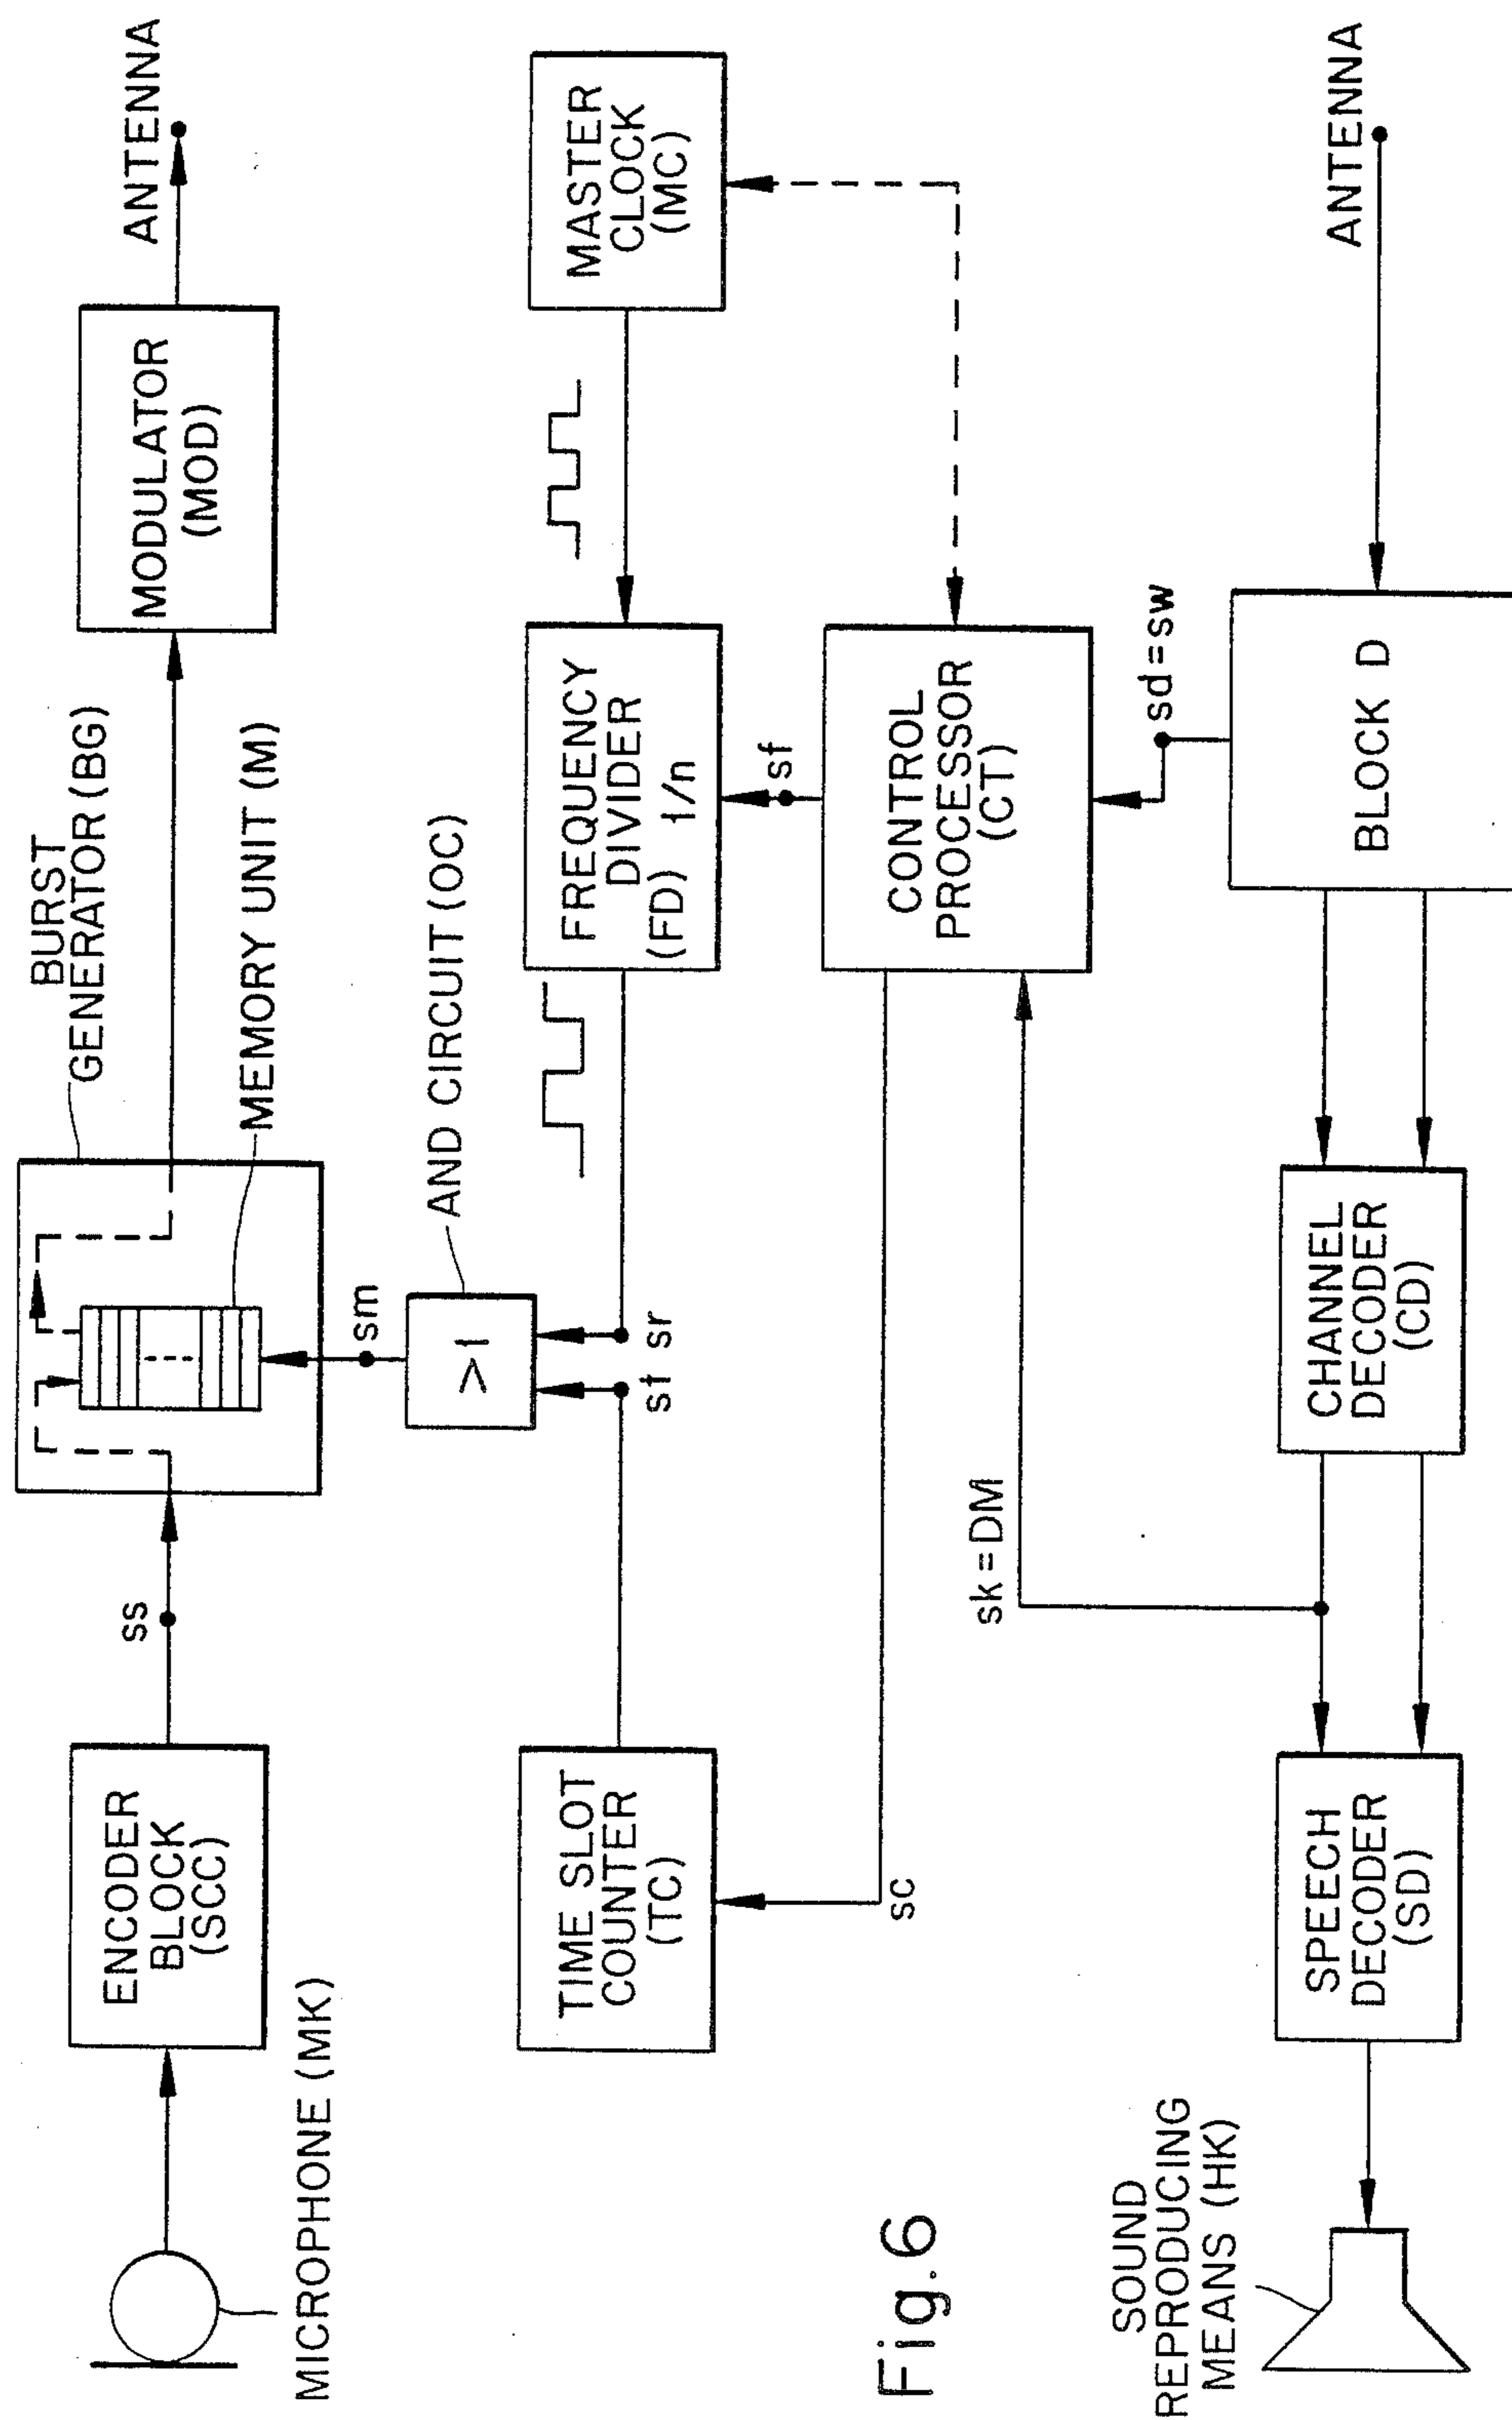 MICROPHONE (MK)
ENCODER
BLOCK
(SCC)
ss
BURST
GENERATOR (BG)
MEMORY UNIT (M)
MODULATOR
(MOD)
ANTENNA
sm
AND CIRCUIT (OC)
>1
st
sr
TIME SLOT
COUNTER
(TC)
FREQUENCY
DIVIDER
(FD) 1/n
MASTER
CLOCK
(MC)
sf
sc
CONTROL
PROCESSOR
(CT)
sk = DM
sd = sw
SOUND
REPRODUCING
MEANS (HK)
SPEECH
DECODER
(SD)
CHANNEL
DECODER
(CD)
BLOCK D
ANTENNA
Fig. 6